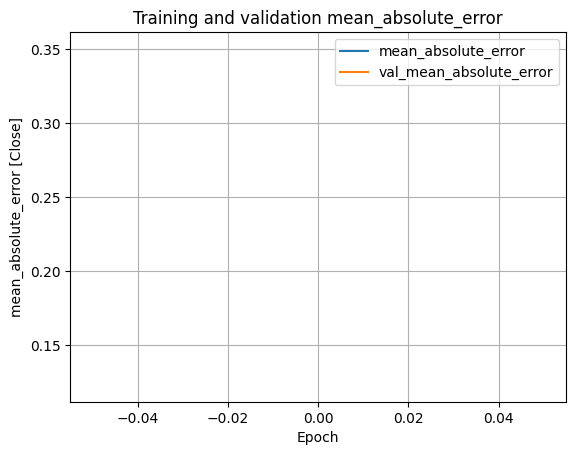 Training and validation mean_absolute_error
mean_absolute_error
val_mean_absolute_error
mean_absolute_error [Close]
0.35
0.30
0.25
0.20
0.15
−0.04
−0.02
0.00
0.02
0.04
Epoch